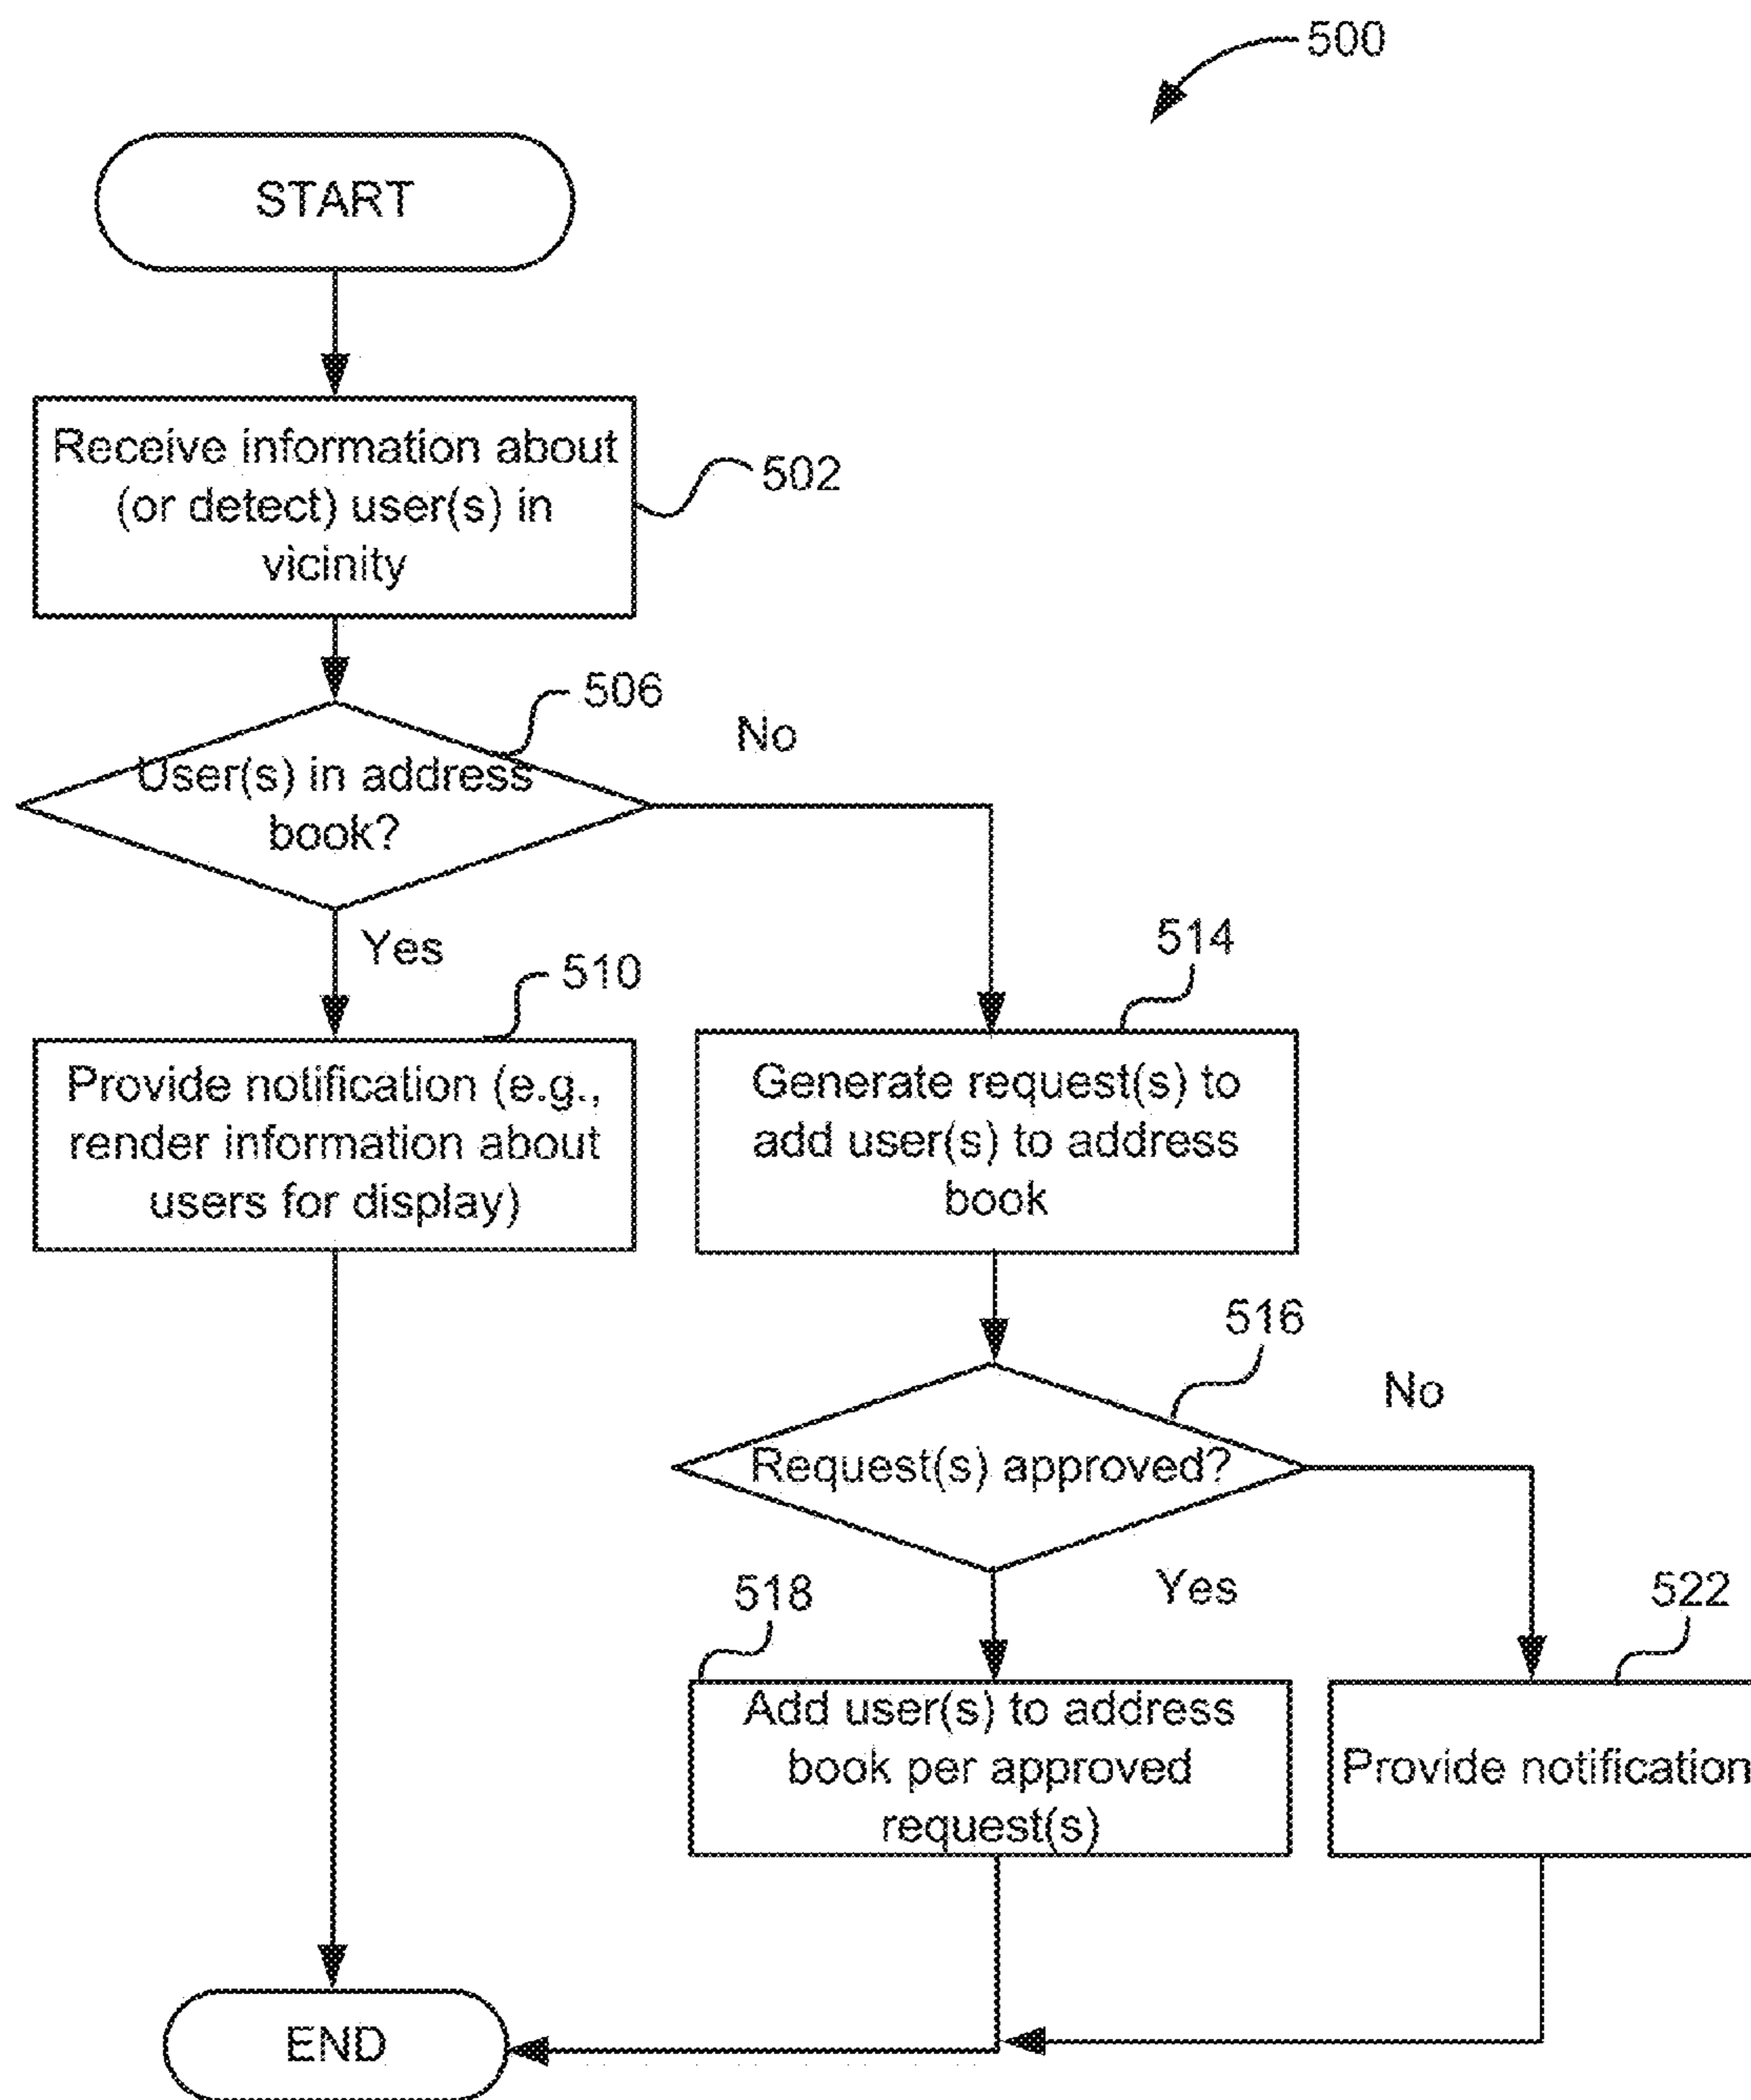 500
START
Receive information about
(or detect) user(s) in
vicinity
502
506
User(s) in address
book?
No
Yes
510
514
Provide notification (e.g.,
render information about
users for display)
Generate request(s) to
add user(s) to address
book
516
Request(s) approved?
No
Yes
518
522
Add user(s) to address
book per approved
request(s)
Provide notification
END